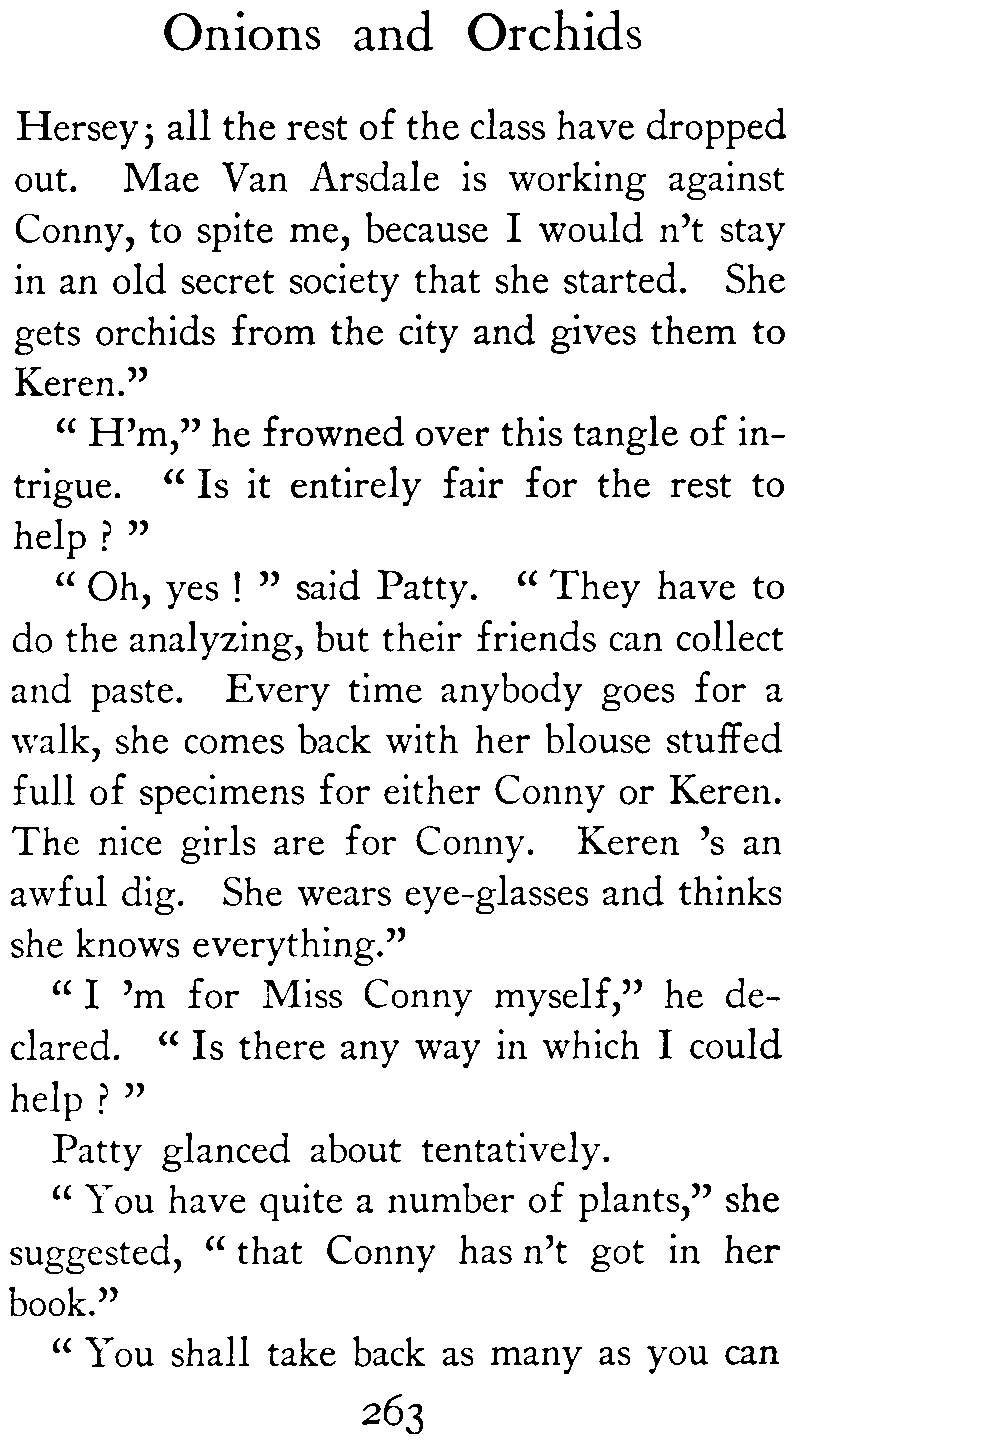 Onions and Orchids
Hersey; all the rest of the class have dropped
out. Mae Van Arsdale is working against
Conny, to spite me, because I would n't stay
in an old secret society that she started. She
gets orchids from the city and gives them to
Keren.”
“ H'm,” he frowned over this tangle of in-
trigue. “ Is it entirely fair for the rest to
help ? ”
“ Oh, yes ! ” said Patty. “ They have to
do the analyzing, but their friends can collect
and paste. Every time anybody goes for a
walk, she comes back with her blouse stuffed
full of specimens for either Conny or Keren.
The nice girls are for Conny. Keren 's an
awful dig. She wears eye-glasses and thinks
she knows everything.”
“ I 'm for Miss Conny myself,” he de-
clared. “ Is there any way in which I could
help ? ”
Patty glanced about tentatively.
“ You have quite a number of plants,” she
suggested, “ that Conny has n't got in her
book.”
“ You shall take back as many as you can
263